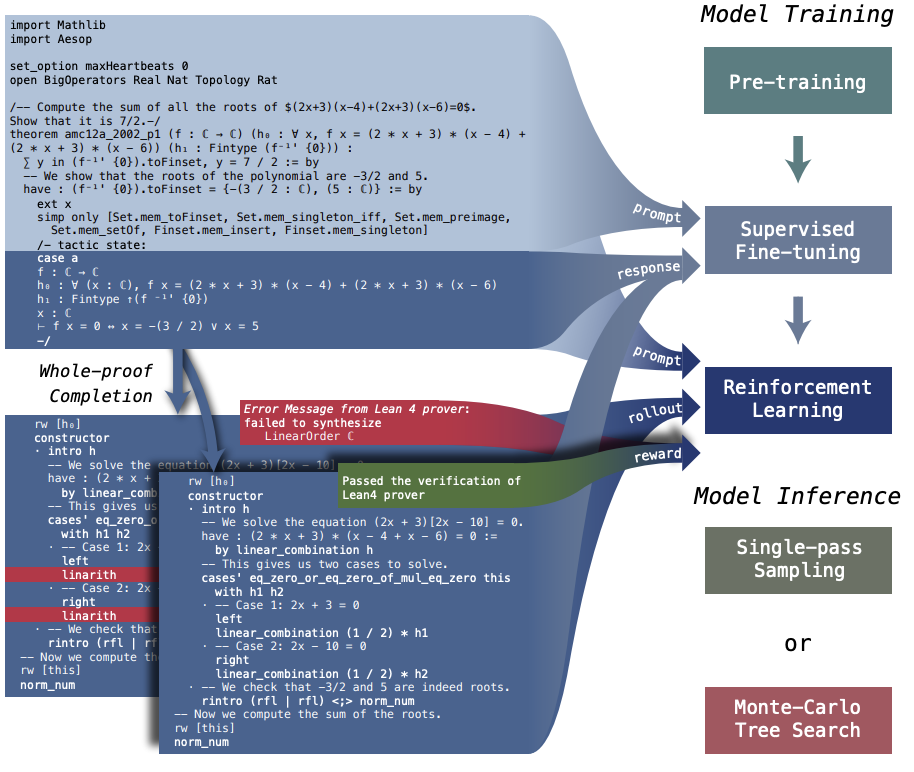 import Mathlib
import Aesop
set_option maxHeartbeats 0
open BigOperators Real Nat Topology Rat
/-- Compute the sum of all the roots of $(2x+3)(x-4)+(2x+3)(x-6)=0$.
Show that it is 7/2.-/
theorem amc12a_2002_p1 (f : ℂ → ℂ) (h₀ : ∀ x, f x = (2 * x + 3) * (x - 4) +
(2 * x + 3) * (x - 6)) (h₁ : Fintype (f⁻¹' {0})) :
∑ y in (f⁻¹' {0}).toFinset, y = 7 / 2 := by
-- We show that the roots of the polynomial are -3/2 and 5.
have : (f⁻¹' {0}).toFinset = {-(3 / 2 : ℂ), (5 : ℂ)} := by
ext x
simp only [Set.mem_toFinset, Set.mem_singleton_iff, Set.mem_preimage,
Set.mem_setOf, Finset.mem_insert, Finset.mem_singleton]
/- tactic state:
case a
f : ℂ → ℂ
h₀ : ∀ (x : ℂ), f x = (2 * x + 3) * (x - 4) + (2 * x + 3) * (x - 6)
h₁ : Fintype ↑(f ⁻¹' {0})
x : ℂ
⊢ f x = 0 ↔ x = -(3 / 2) ∨ x = 5
-/
Whole-proof
Completion
Error Message from Lean 4 prover:
failed to synthesize
LinearOrder ℂ
rw [h₀]
constructor
· intro h
-- We solve the equation (2x + 3)[2x - 10] = 0
have : (2 * x +
by linear_comb
-- This gives us
cases' eq_zero_o
with h1 h2
· -- Case 1: 2x
left
linarith
· -- Case 2: 2x
right
linarith
· -- We check that
rintro (rfl | rf
-- Now we compute th
rw [this]
norm_num
Passed the verification of
Lean4 prover
rw [h₀]
constructor
· intro h
-- We solve the equation (2x + 3)[2x - 10] = 0.
have : (2 * x + 3) * (x - 4 + x - 6) = 0 :=
by linear_combination h
-- This gives us two cases to solve.
cases' eq_zero_or_eq_zero_of_mul_eq_zero this
with h1 h2
· -- Case 1: 2x + 3 = 0
left
linear_combination (1 / 2) * h1
· -- Case 2: 2x - 10 = 0
right
linear_combination (1 / 2) * h2
· -- We check that -3/2 and 5 are indeed roots.
rintro (rfl | rfl) <;> norm_num
-- Now we compute the sum of the roots.
rw [this]
norm_num
prompt
response
prompt
rollout
reward
Model Training
Pre-training
Supervised
Fine-tuning
Reinforcement
Learning
Model Inference
Single-pass
Sampling
or
Monte-Carlo
Tree Search